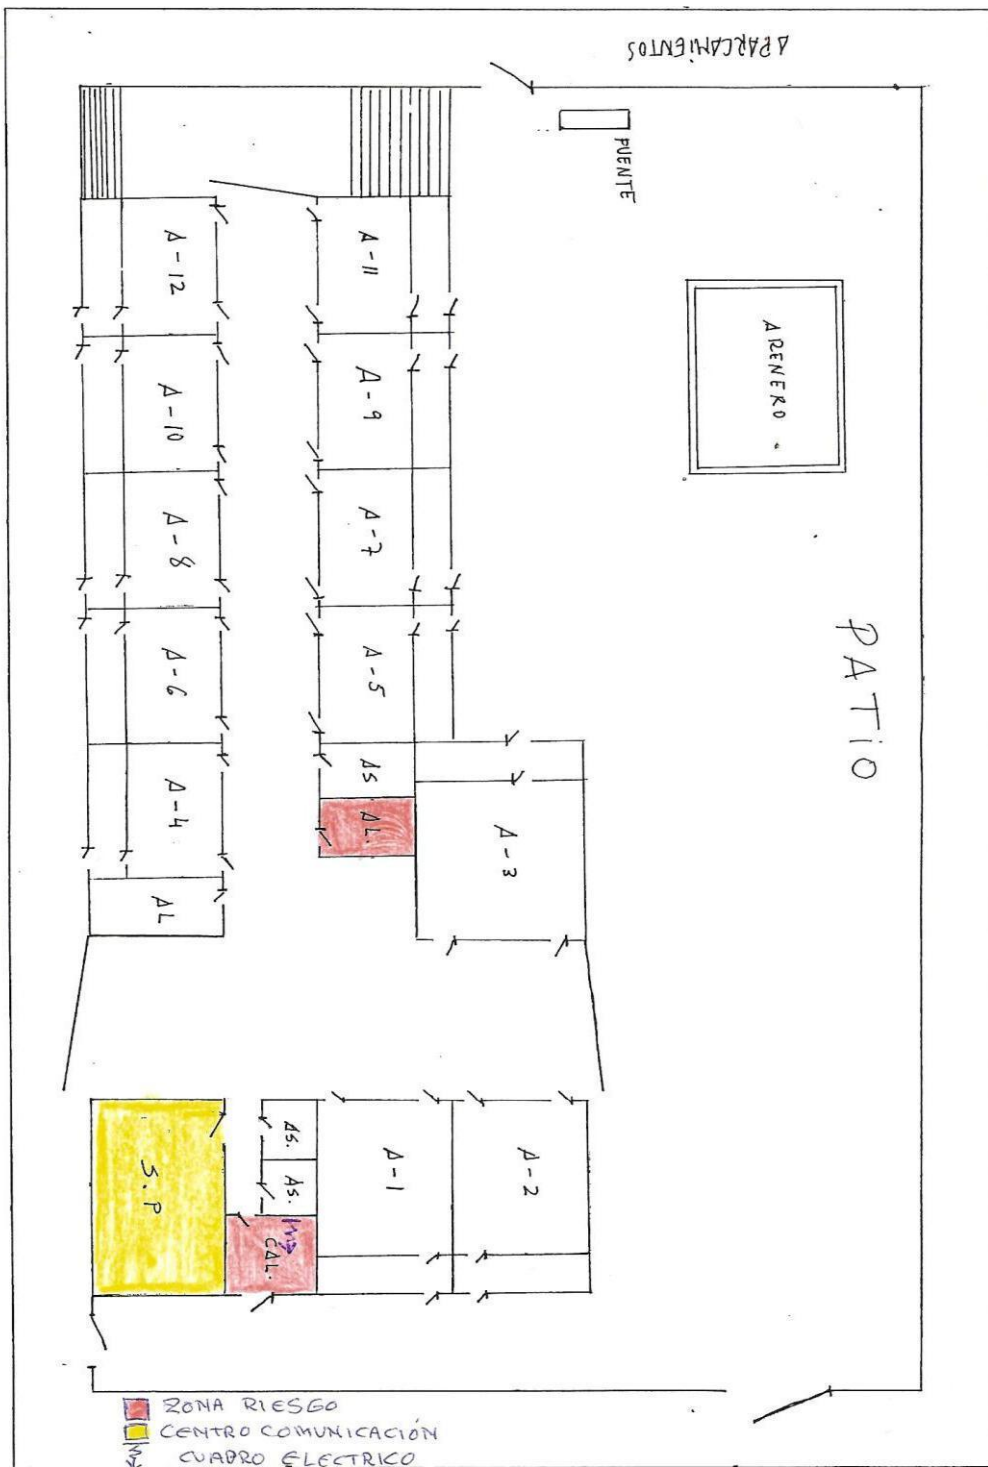 APARCAMIENTOS
PUENTE
A-12
A-11
ARENERO
A-10
A-9
A-8
A-7
PATIO
A-6
A-5
A-4
AS
AL.
A-3
AL
S.P
AS.
AS.
CAL.
A-1
A-2
ZONA RIESGO
CENTRO COMUNICACIÓN
CUADRO ELECTRICO